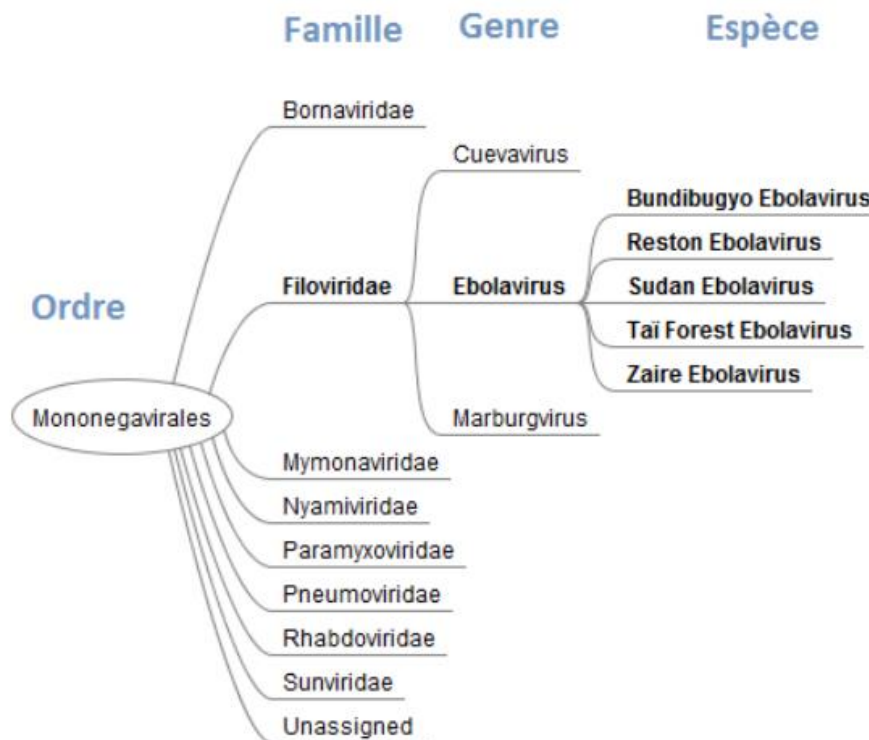 Famille Genre Espèce
Bornaviridae
Cuevavirus
Bundibugyo Ebolavirus
Reston Ebolavirus
Filoviridae Ebolavirus Sudan Ebolavirus
Ordre
Taï Forest Ebolavirus
Zaire Ebolavirus
Mononegavirales Marburgvirus
Mymonaviridae
Nyamiviridae
Paramyxoviridae
Pneumoviridae
Rhabdoviridae
Sunviridae
Unassigned